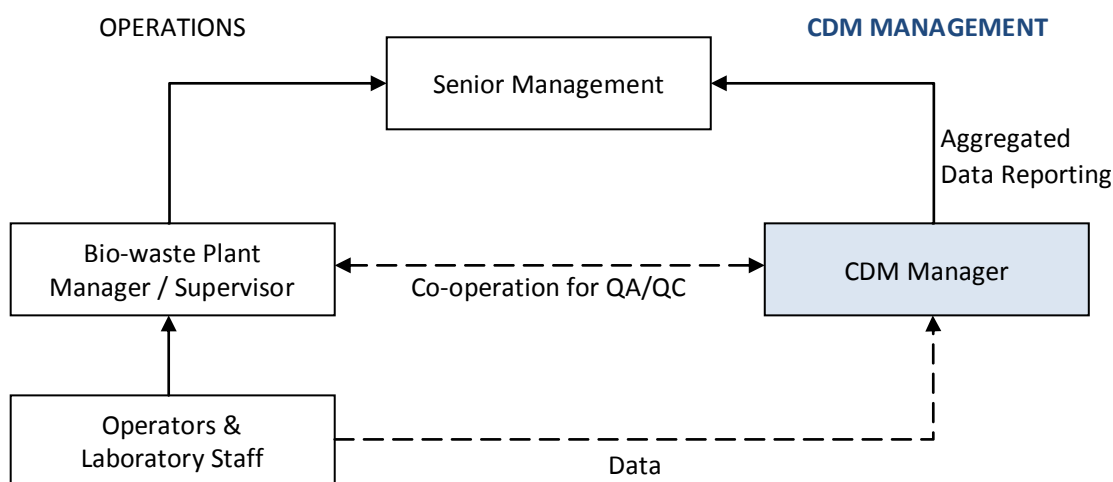 OPERATIONS
CDM MANAGEMENT
Senior Management
Aggregated
Data Reporting
Bio-waste Plant
Manager / Supervisor
Co-operation for QA/QC
CDM Manager
Operators &
Laboratory Staff
Data